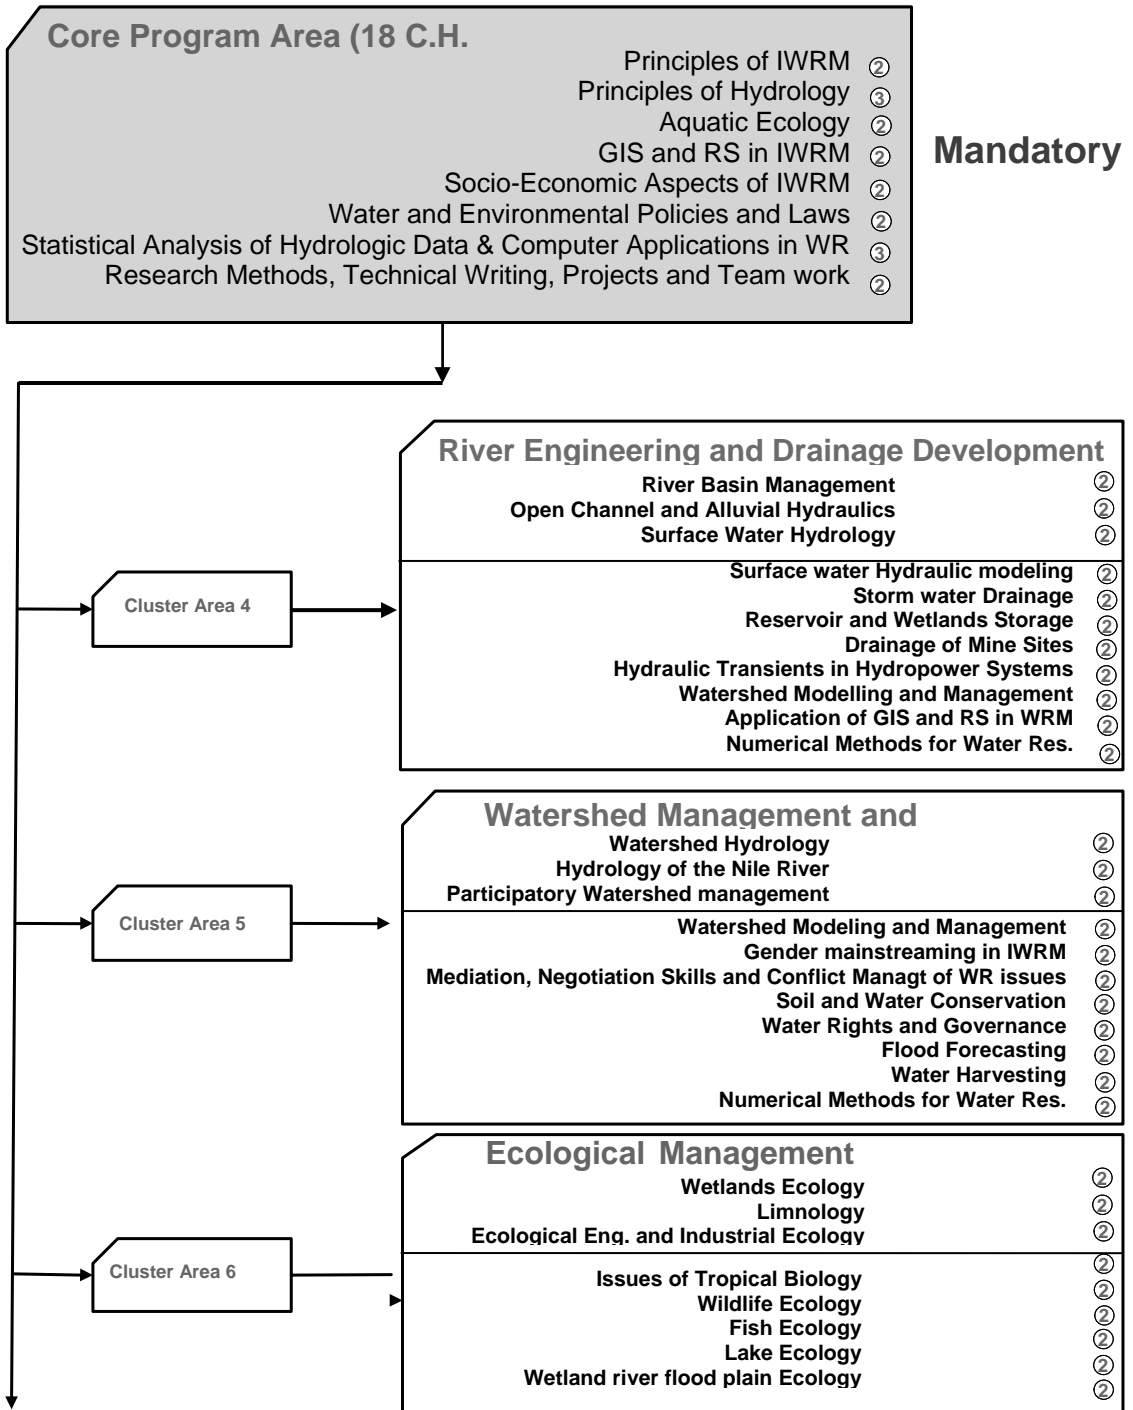 Core Program Area (18 C.H.
Principles of IWRM 2
Principles of Hydrology 3
Aquatic Ecology 2
GIS and RS in IWRM 2
Socio-Economic Aspects of IWRM 2
Water and Environmental Policies and Laws 2
Statistical Analysis of Hydrologic Data & Computer Applications in WR 3
Research Methods, Technical Writing, Projects and Team work 2
Mandatory
River Engineering and Drainage Development
River Basin Management 2
Open Channel and Alluvial Hydraulics 2
Surface Water Hydrology 2
Cluster Area 4
Surface water Hydraulic modeling 2
Storm water Drainage 2
Reservoir and Wetlands Storage 2
Drainage of Mine Sites 2
Hydraulic Transients in Hydropower Systems 2
Watershed Modelling and Management 2
Application of GIS and RS in WRM 2
Numerical Methods for Water Res. 2
Watershed Management and
Watershed Hydrology 2
Hydrology of the Nile River 2
Participatory Watershed management 2
Cluster Area 5
Watershed Modeling and Management 2
Gender mainstreaming in IWRM 2
Mediation, Negotiation Skills and Conflict Managt of WR issues 2
Soil and Water Conservation 2
Water Rights and Governance 2
Flood Forecasting 2
Water Harvesting 2
Numerical Methods for Water Res. 2
Ecological Management
Wetlands Ecology 2
Limnology 2
Ecological Eng. and Industrial Ecology 2
Cluster Area 6
2
Issues of Tropical Biology 2
Wildlife Ecology 2
Fish Ecology 2
Lake Ecology 2
Wetland river flood plain Ecology 2